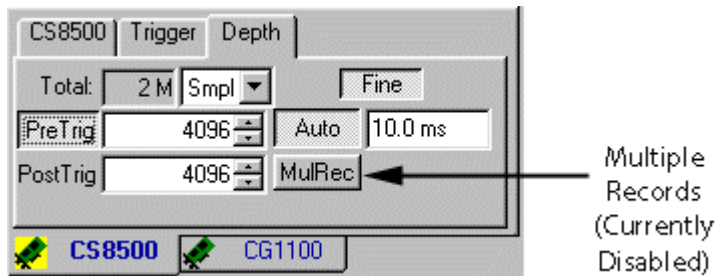 CS8500 Trigger Depth
Total: 2 M Smpl Fine
PreTrig 4096 Auto 10.0 ms
PostTrig 4096 MulRec
CS8500 CG1100
Multiple
Records
(Currently
Disabled)